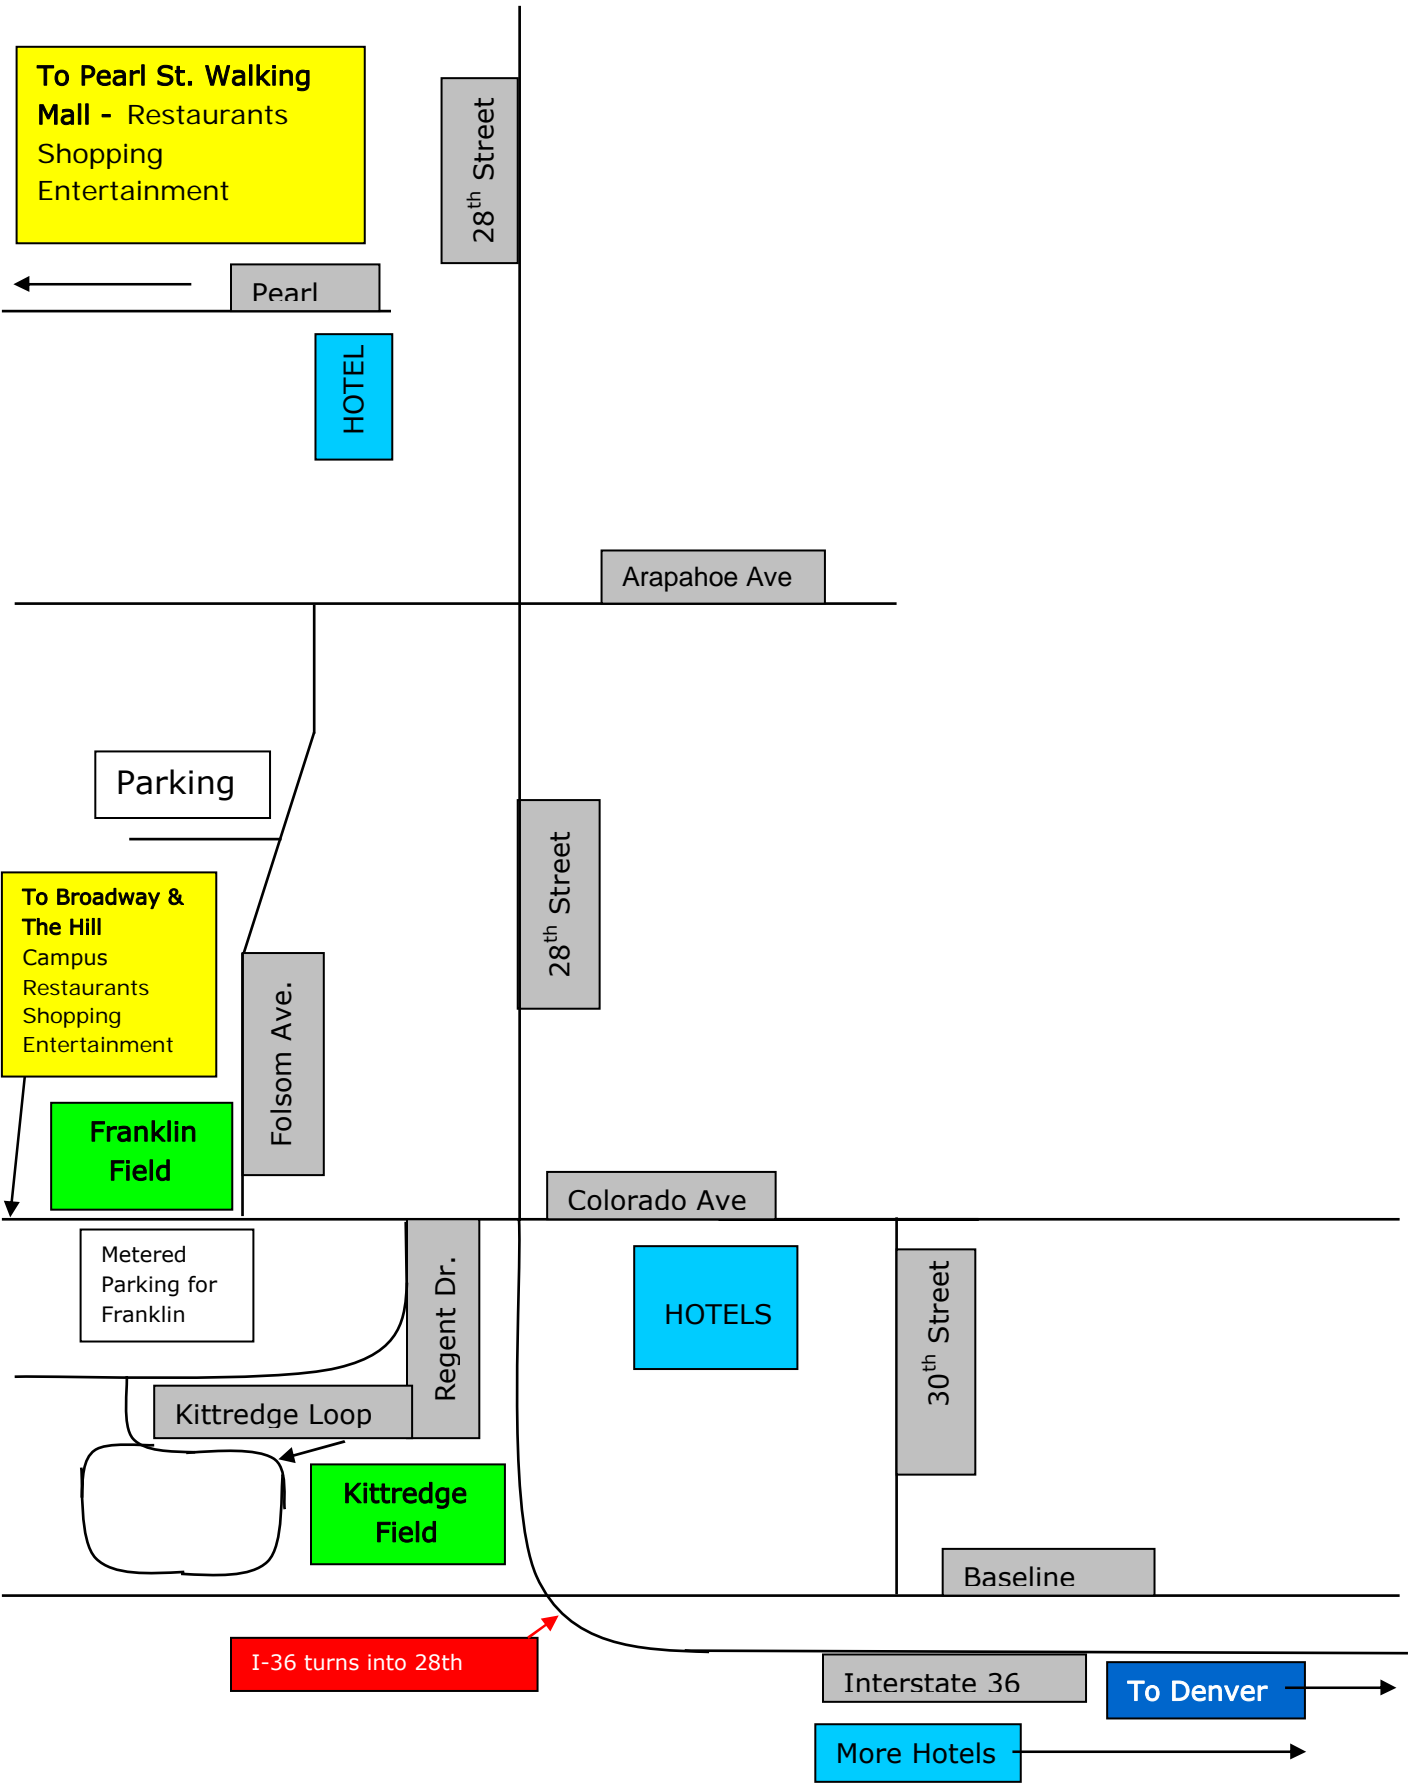 To Pearl St. Walking
Mall - Restaurants
Shopping
Entertainment
28th Street
Pearl
HOTEL
Arapahoe Ave
Parking
28th Street
To Broadway &
The Hill
Campus
Restaurants
Shopping
Entertainment
Folsom Ave.
Franklin
Field
Colorado Ave
Metered
Parking for
Franklin
Regent Dr.
HOTELS
30th Street
Kittredge Loop
Kittredge
Field
Baseline
I-36 turns into 28th
Interstate 36
To Denver
More Hotels